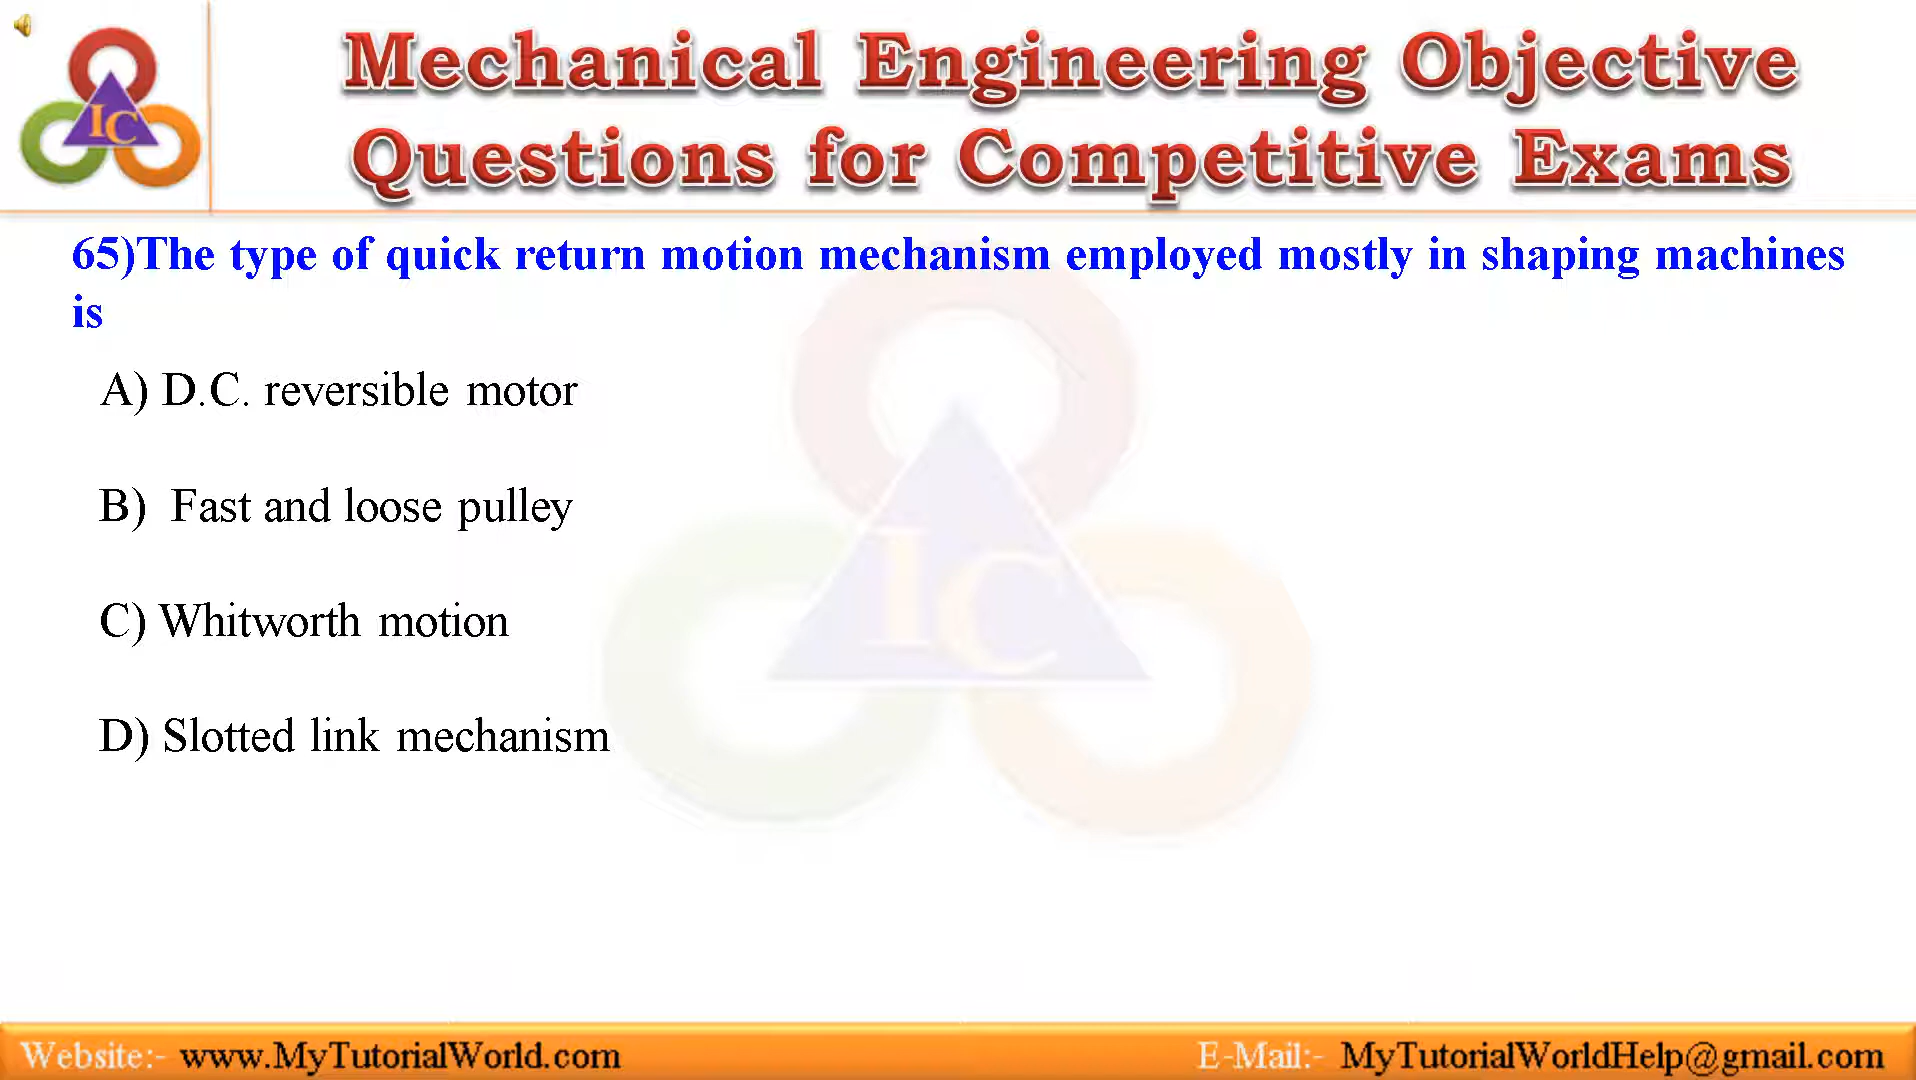 Mechanical Engineering Objective
Questions for Competitive Exams
IC
65)The type of quick return motion mechanism employed mostly in shaping machines
is
A) D.C. reversible motor
B) Fast and loose pulley
C) Whitworth motion
D) Slotted link mechanism
IC
Website:- www.MyTutorialWorld.com
E-Mail:- MyTutorialWorldHelp@gmail.com